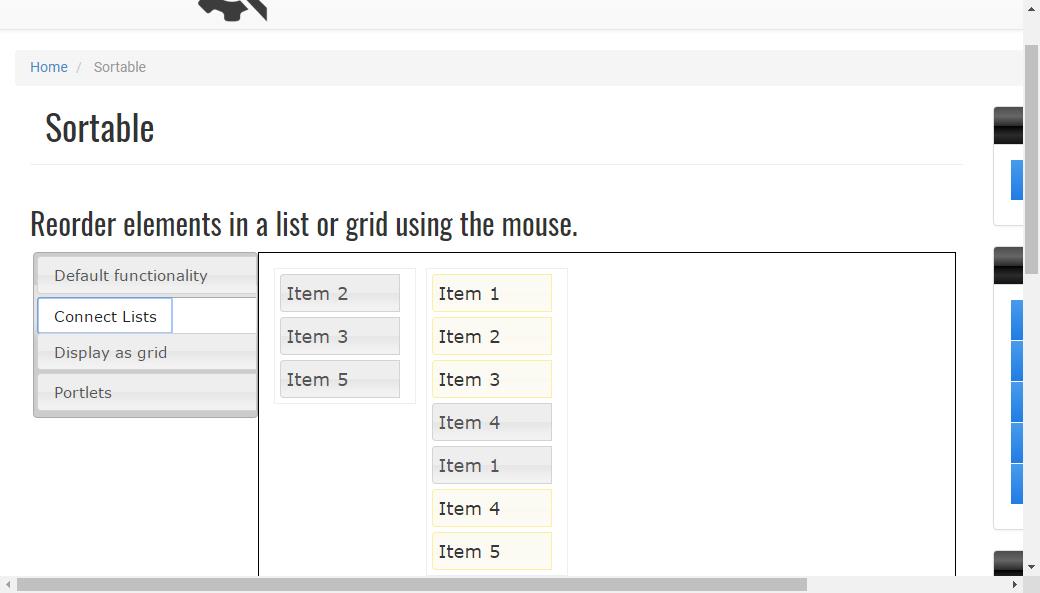 Home / Sortable
Sortable
Reorder elements in a list or grid using the mouse.
Default functionality
Connect Lists
Display as grid
Portlets
Item 2
Item 3
Item 5
Item 1
Item 2
Item 3
Item 4
Item 1
Item 4
Item 5